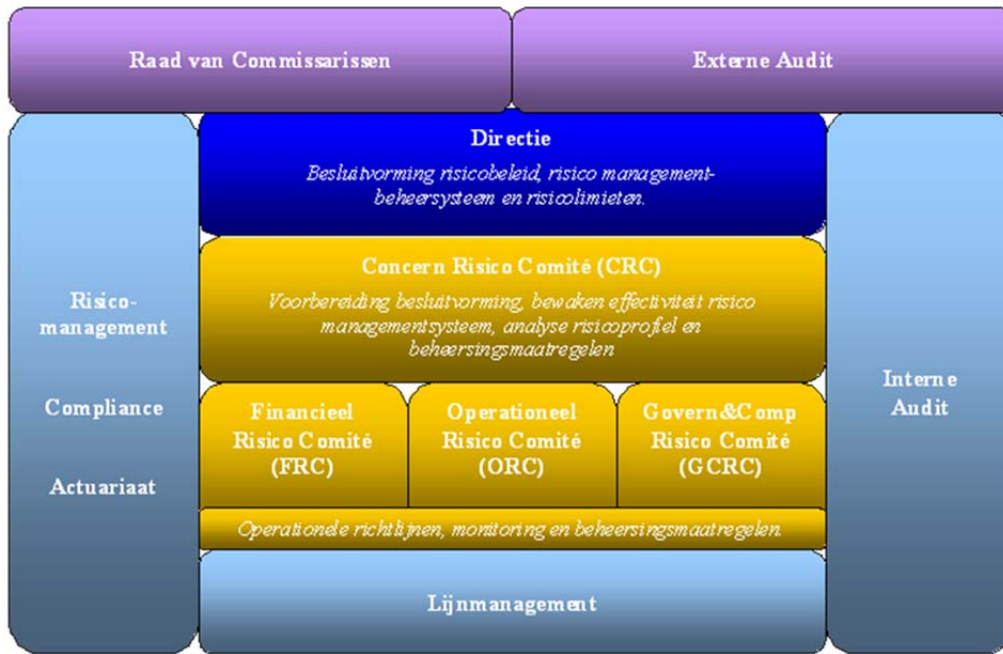 Raad van Commissarissen
Externe Audit
Directie
Besluitvorming risicobeleid, risico management-
beheersysteem en risicolimieten.
Concern Risico Comité (CRC)
Voorbereiding besluitvorming, bewaken effectiviteit risico
managementsysteem, analyse risicoprofiel en
beheersingsmaatregelen
Risico-
management
Compliance
Actuariaat
Financieel
Risico Comité
(FRC)
Operationeel
Risico Comité
(ORC)
Govern&Comp
Risico Comité
(GCRC)
Operationele richtlijnen, monitoring en beheersingsmaatregelen.
Lijnmanagement
Interne
Audit